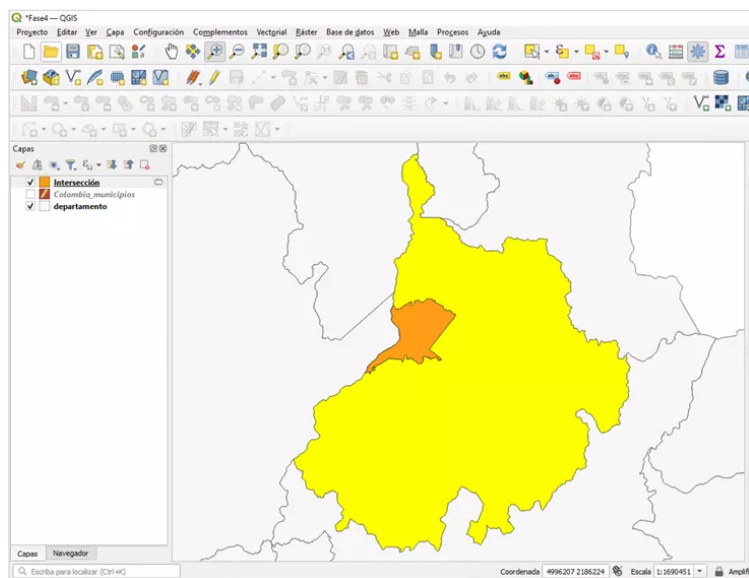 *Fase4 — QGIS
Proyecto Editar Ver Capa Configuración Complementos Vectorial Ráster Base de datos Web Malla Procesos Ayuda
Capas
Intersección
Colombia_municipios
departamento
Capas Navegador
Escriba para localizar (Ctrl+K)
Coordenada 4996207 2186224 Escala 1:1690451 Amplifi